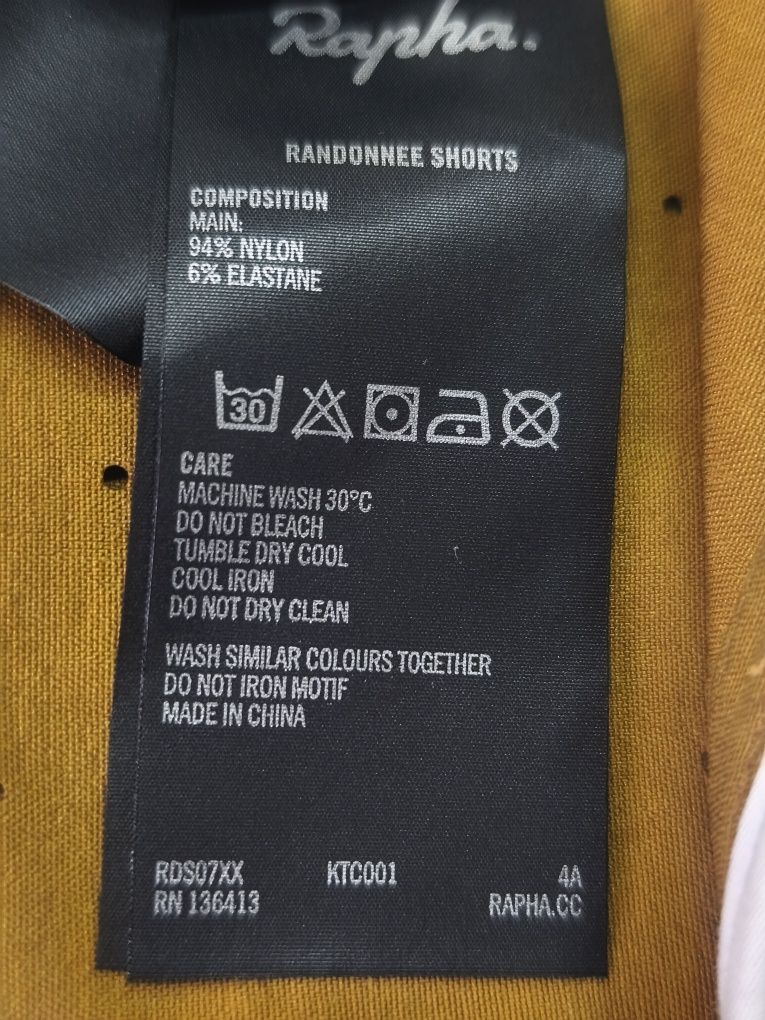 Rapha.
RANDONNEE SHORTS
COMPOSITION
MAIN:
94% NYLON
6% ELASTANE
30
CARE
MACHINE WASH 30°C
DO NOT BLEACH
TUMBLE DRY COOL
COOL IRON
DO NOT DRY CLEAN
WASH SIMILAR COLOURS TOGETHER
DO NOT IRON MOTIF
MADE IN CHINA
RDS07XX KTC001 4A
RN 136413 RAPHA.CC